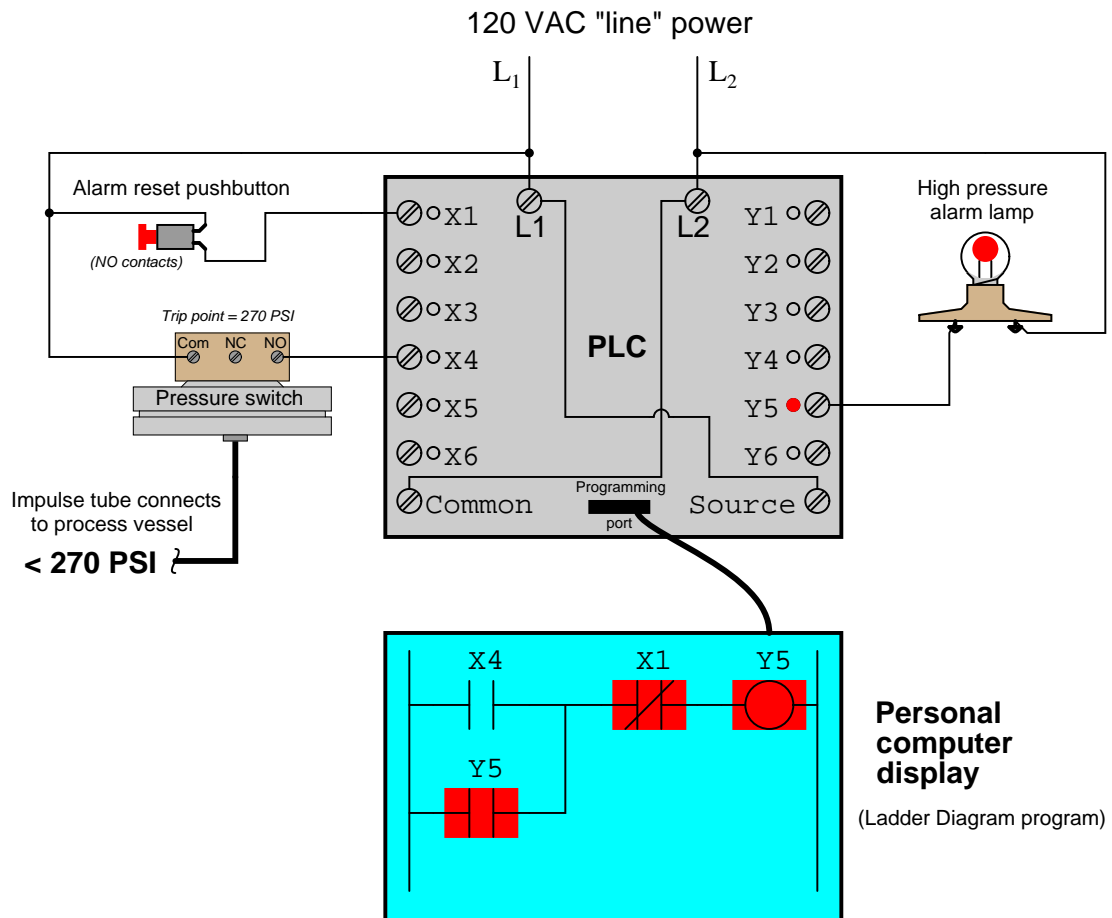 120 VAC "line" power
L1
L2
Alarm reset pushbutton
(NO contacts)
Trip point = 270 PSI
Com NC NO
Pressure switch
Impulse tube connects
to process vessel
< 270 PSI
L1
L2
X1
X2
X3
X4
X5
X6
Common
PLC
Programming
port
Y1
Y2
Y3
Y4
Y5
Y6
Source
High pressure
alarm lamp
X4 X1 Y5
Y5
Personal
computer
display
(Ladder Diagram program)